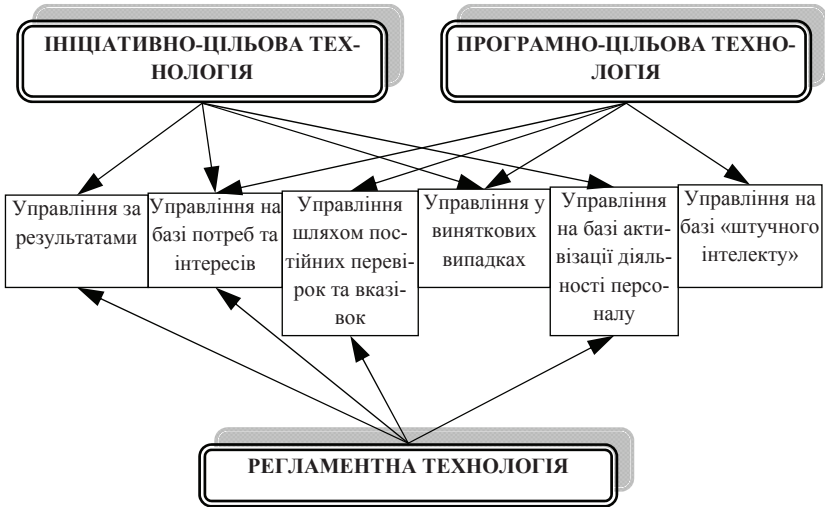 ІНІЦІАТИВНО-ЦІЛЬОВА ТЕХ-
НОЛОГІЯ
ПРОГРАМНО-ЦІЛЬОВА ТЕХНО-
ЛОГІЯ
Управління за
результатами
Управління на
базі потреб та
інтересів
Управління
шляхом пос-
тійних переві-
рок та вказі-
вок
Управління у
виняткових
випадках
Управління
на базі акти-
візації діяль-
ності персо-
налу
Управління на
базі «штучного
інтелекту»
РЕГЛАМЕНТНА ТЕХНОЛОГІЯ